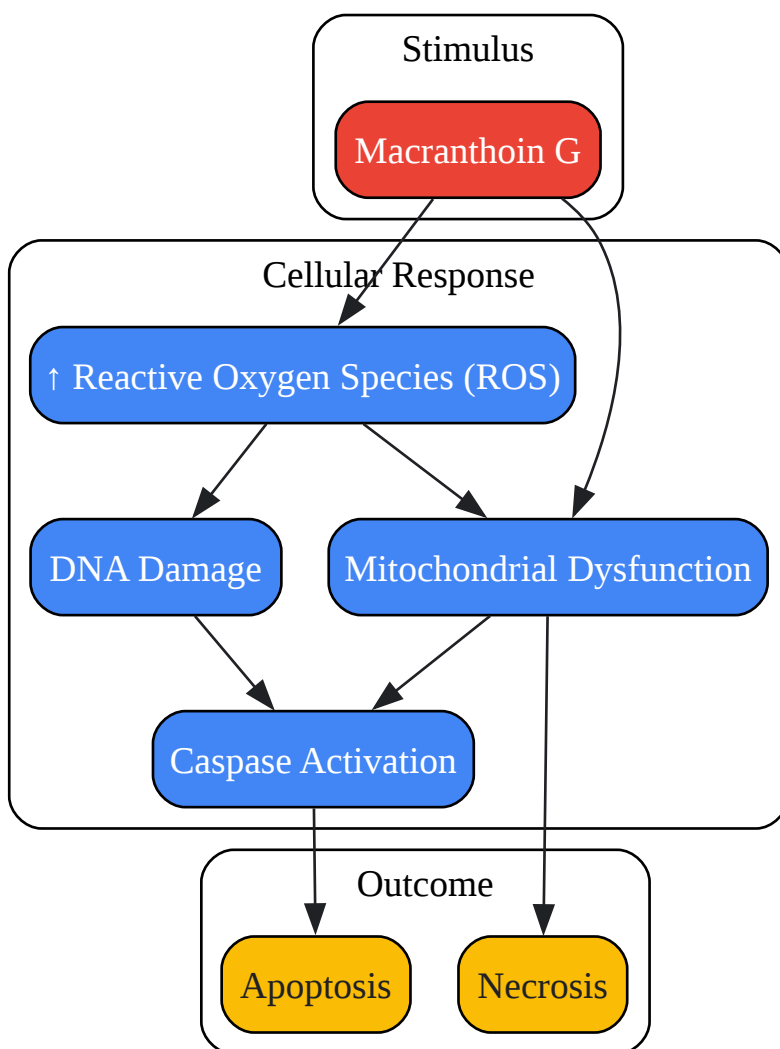 Stimulus
Macranthoin G
Cellular Response
↑ Reactive Oxygen Species (ROS)
DNA Damage
Mitochondrial Dysfunction
Caspase Activation
Outcome
Apoptosis
Necrosis